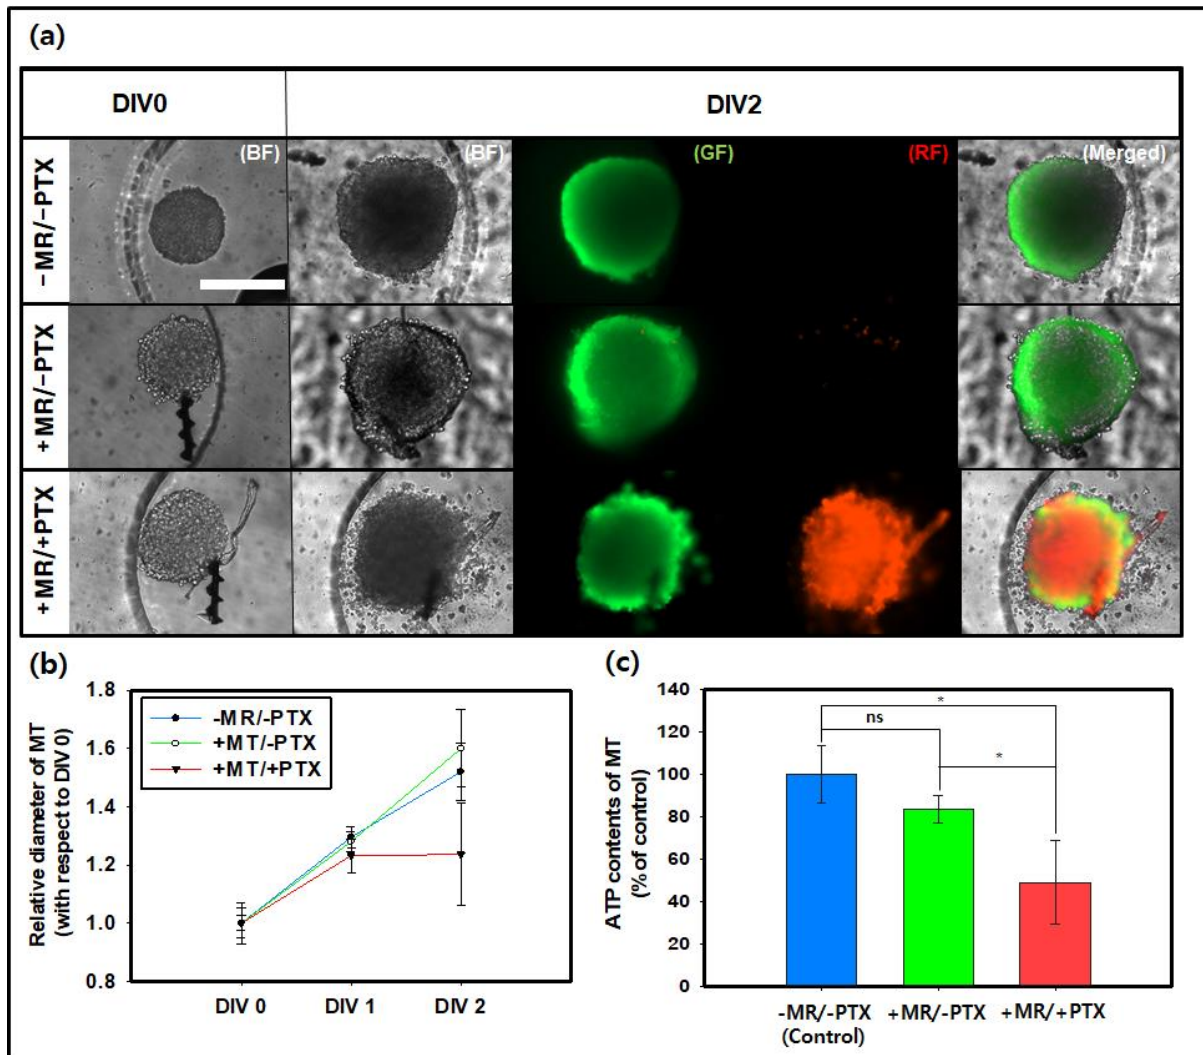 (a)
DIV0
DIV2
−MR/−PTX
(BF)
(BF)
(GF)
(RF)
(Merged)
+MR/−PTX
+MR/+PTX
(b)
Relative diameter of MT
(with respect to DIV 0)
1.8
1.6
1.4
1.2
1.0
0.8
-MR/-PTX
+MT/-PTX
+MT/+PTX
DIV 0
DIV 1
DIV 2
(c)
ATP contents of MT
(% of control)
140
120
100
80
60
40
20
0
*
ns
*
-MR/-PTX
(Control)
+MR/-PTX
+MR/+PTX